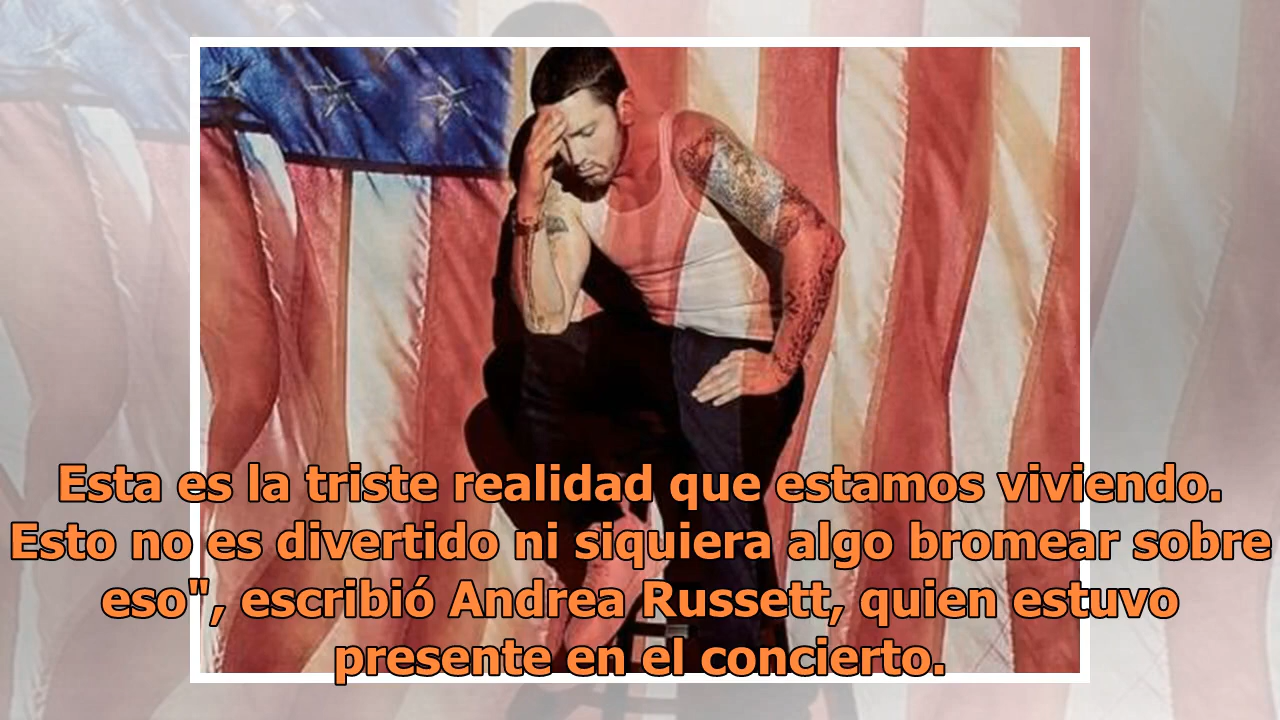 Esta es la triste realidad que estamos viviendo.
Esto no es divertido ni siquiera algo bromear sobre
eso", escribió Andrea Russett, quien estuvo
presente en el concierto.